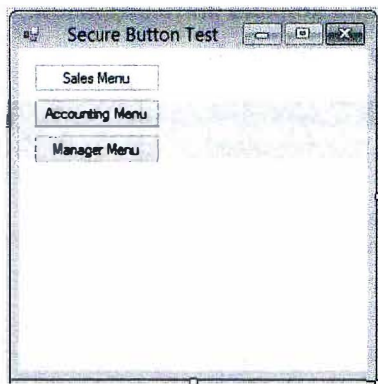 Secure Button Test
Sales Menu
Accounting Menu
Manager Menu